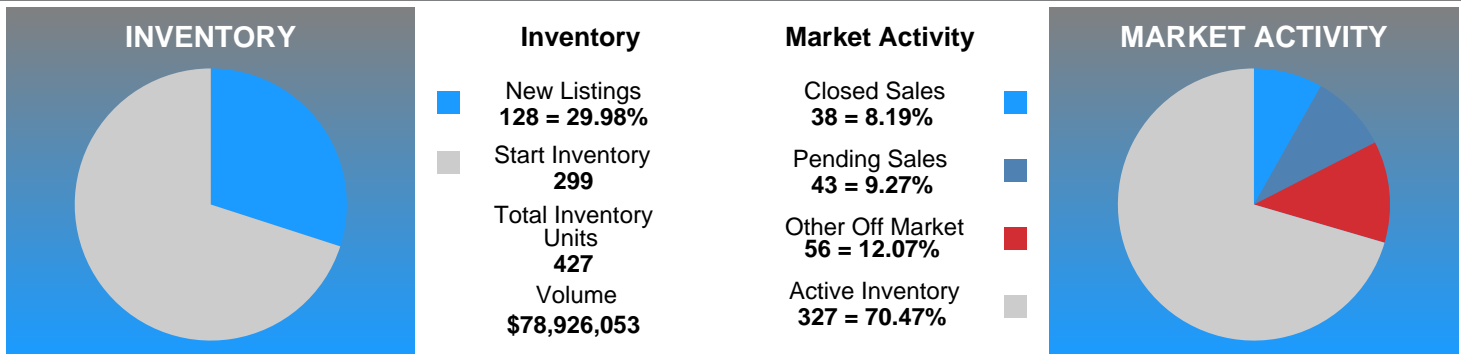 INVENTORY
Inventory
New Listings
128 = 29.98%
Start Inventory
299
Total Inventory
Units
427
Volume
$78,926,053
Market Activity
Closed Sales
38 = 8.19%
Pending Sales
43 = 9.27%
Other Off Market
56 = 12.07%
Active Inventory
327 = 70.47%
MARKET ACTIVITY